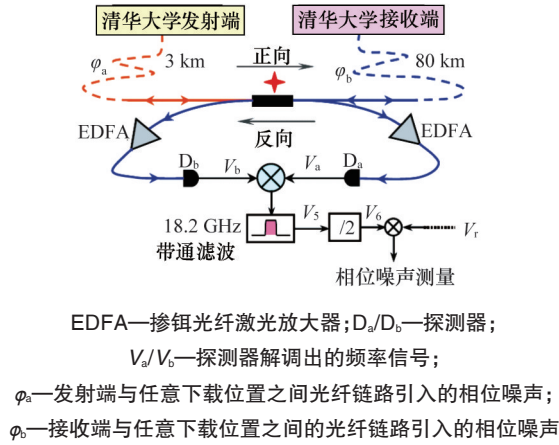 清华大学发射端 清华大学接收端
φa 3 km 正向 φb 80 km
EDFA 反向 EDFA
Db Vb Va Da
18.2 GHz V5 /2 V6 Vr
带通滤波
相位噪声测量
EDFA—掺铒光纤激光放大器;Da/Db—探测器;
Va/Vb—探测器解调出的频率信号;
φa—发射端与任意下载位置之间光纤链路引入的相位噪声;
φb—接收端与任意下载位置之间的光纤链路引入的相位噪声